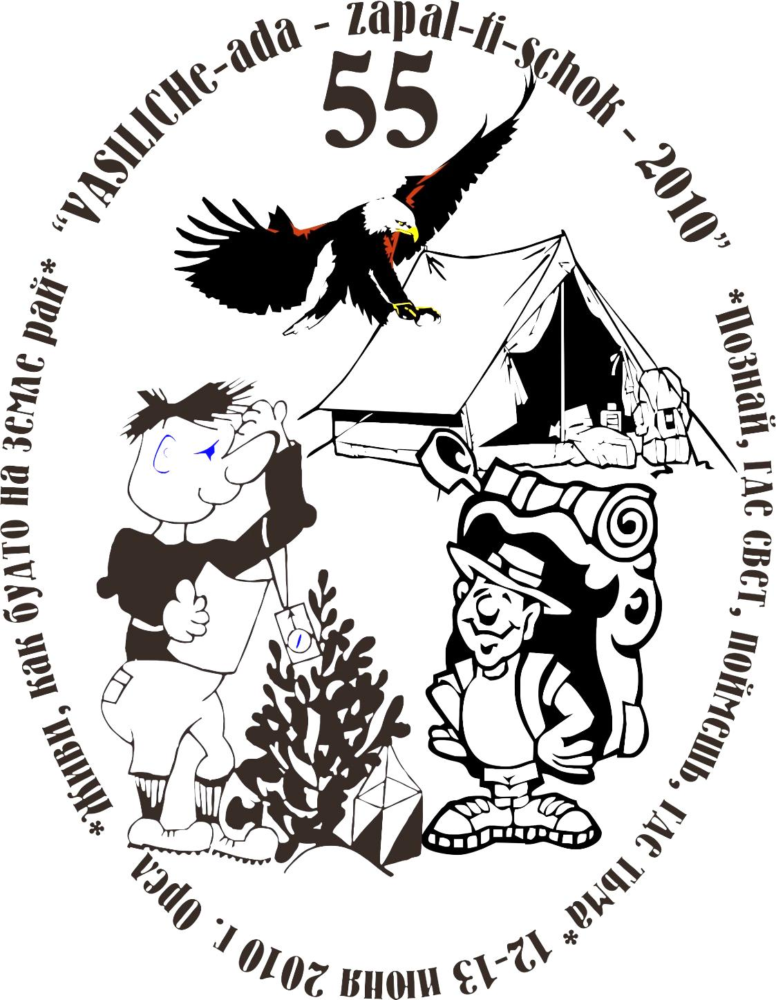 “VASILICHe-ada - zapal-ti-schok - 2010”
55
*Познай, где свет, поймешь, где тьма*
12-13 июня 2010 г. Орел
*Живи, как будто на земле рай*